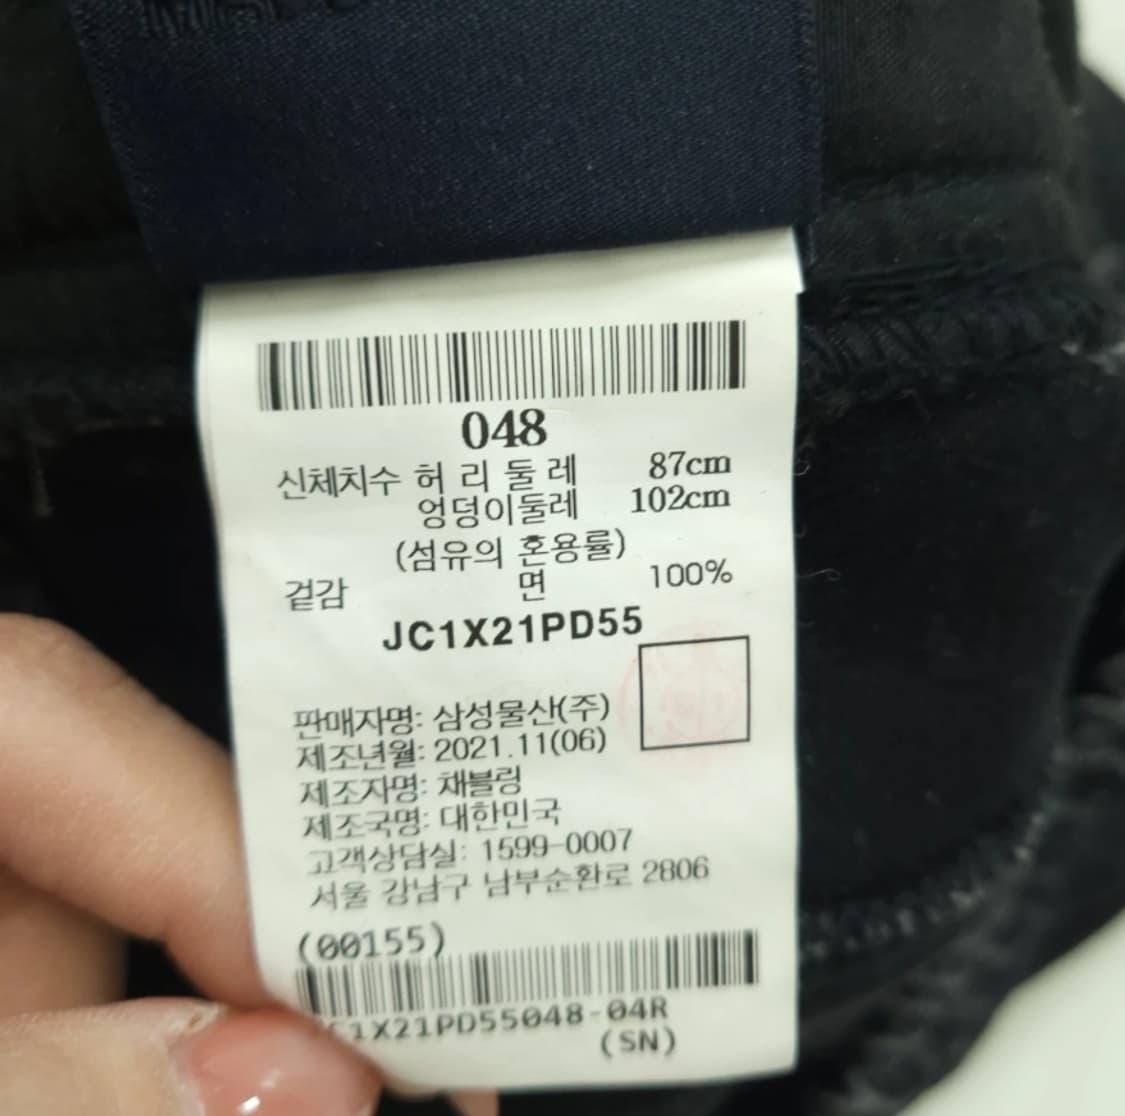 048
신체치수 허리둘레 87cm
엉덩이둘레 102cm
(섬유의 혼용률)
겉감 면 100%
JC1X21PD55
판매자명: 삼성물산(주)
제조년월: 2021.11(06)
제조자명: 채블링
제조국명: 대한민국
고객상담실: 1599-0007
서울 강남구 남부순환로 2806
(00155)
C1X21PD55048-04R
(SN)